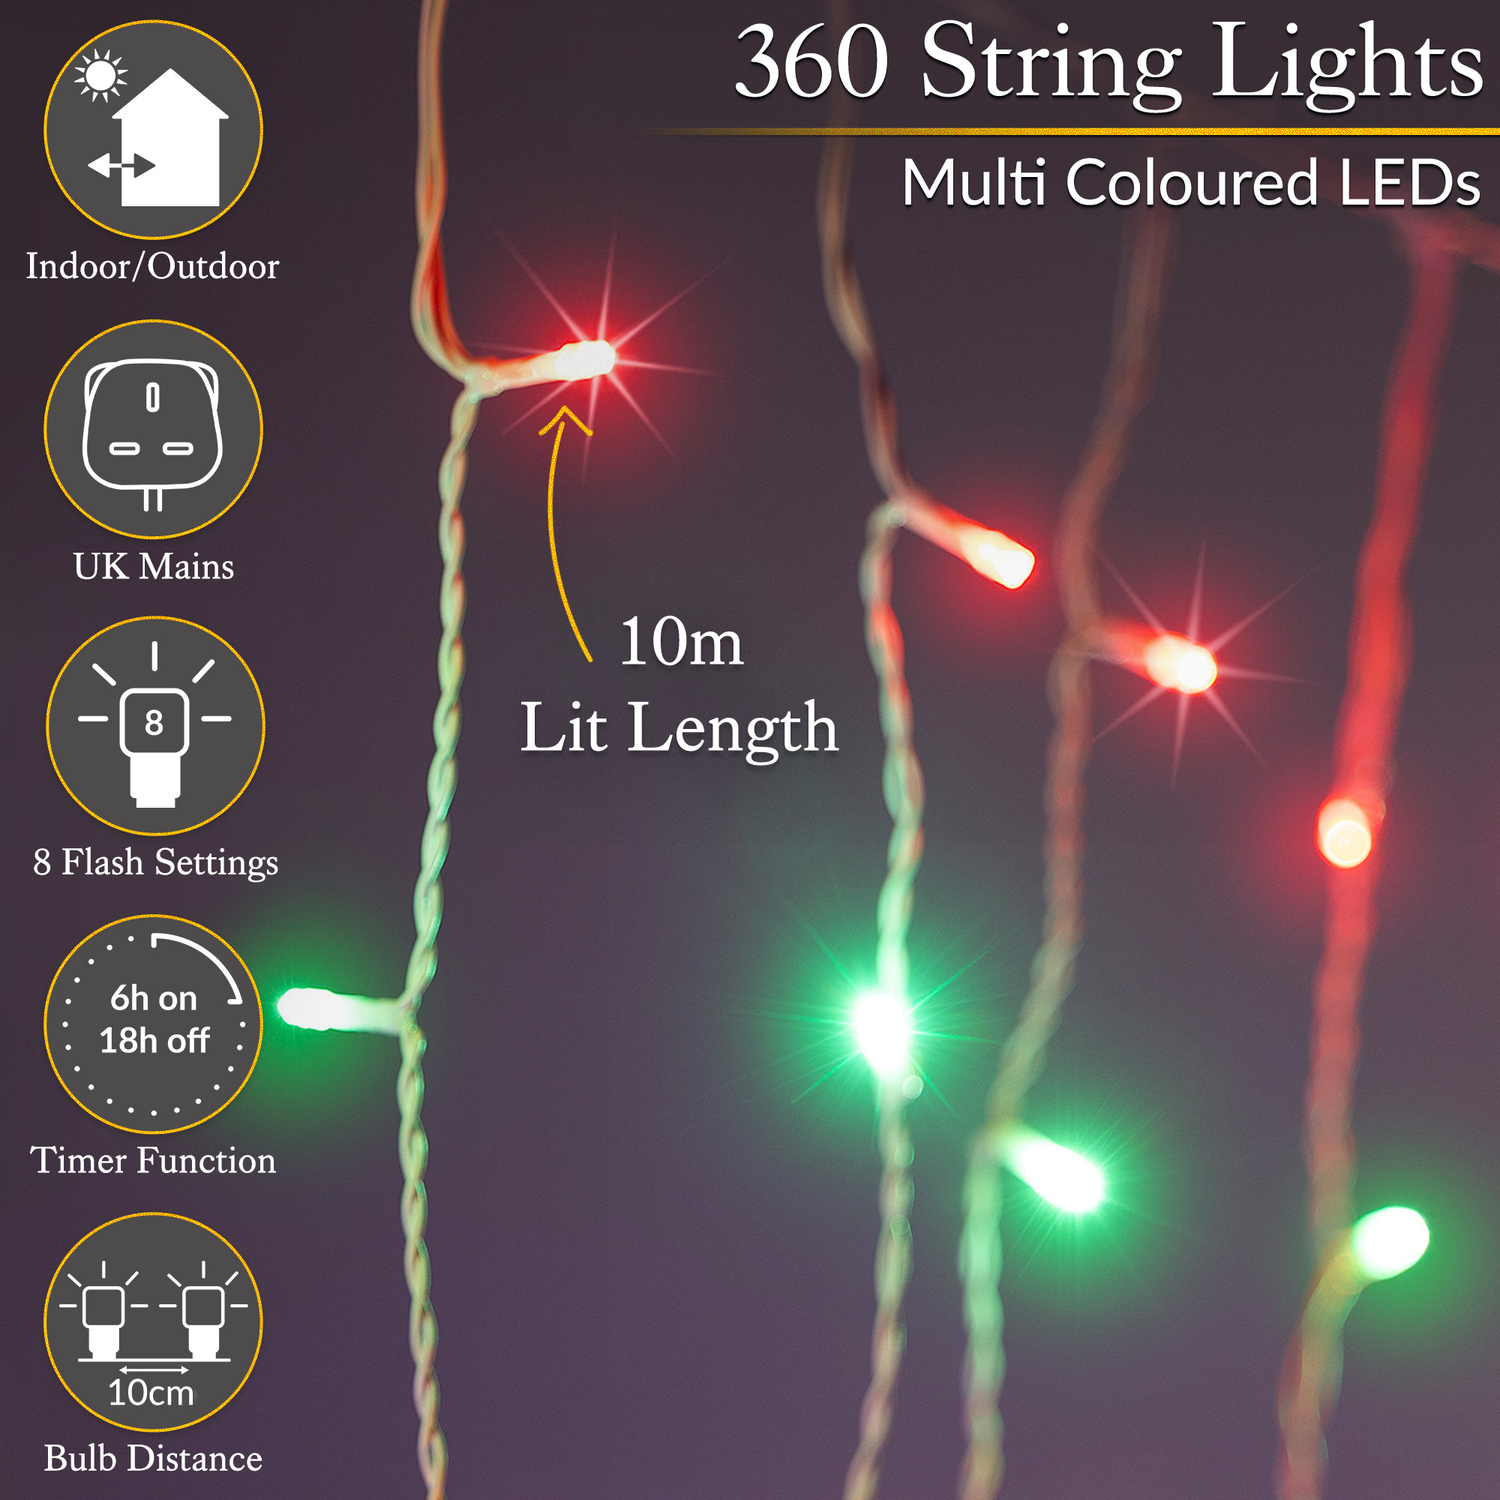 360 String Lights
Multi Coloured LEDs
Indoor/Outdoor
UK Mains
8
8 Flash Settings
6h on
18h off
Timer Function
10cm
Bulb Distance
10m
Lit Length